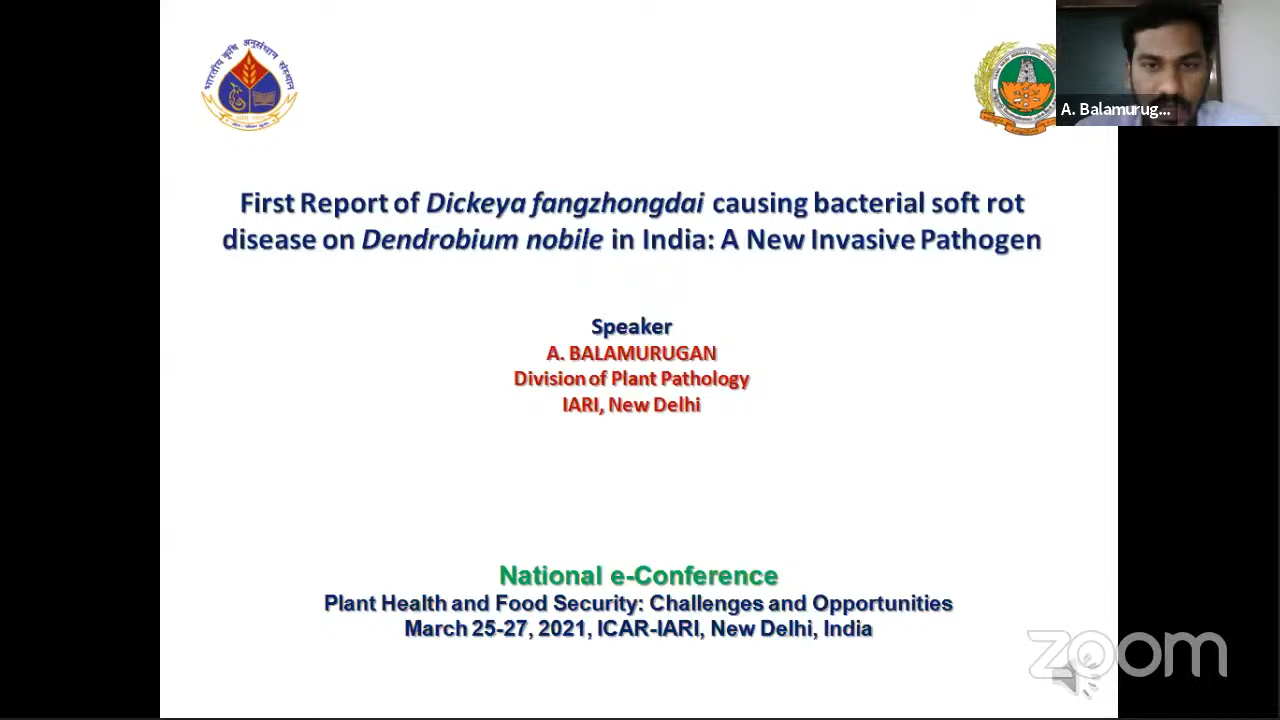 भारतीय कृषि अनुसंधान संस्थान
A. Balamurug...
First Report of Dickeya fangzhongdai causing bacterial soft rot
disease on Dendrobium nobile in India: A New Invasive Pathogen
Speaker
A. BALAMURUGAN
Division of Plant Pathology
IARI, New Delhi
National e-Conference
Plant Health and Food Security: Challenges and Opportunities
March 25-27, 2021, ICAR-IARI, New Delhi, India
zoom